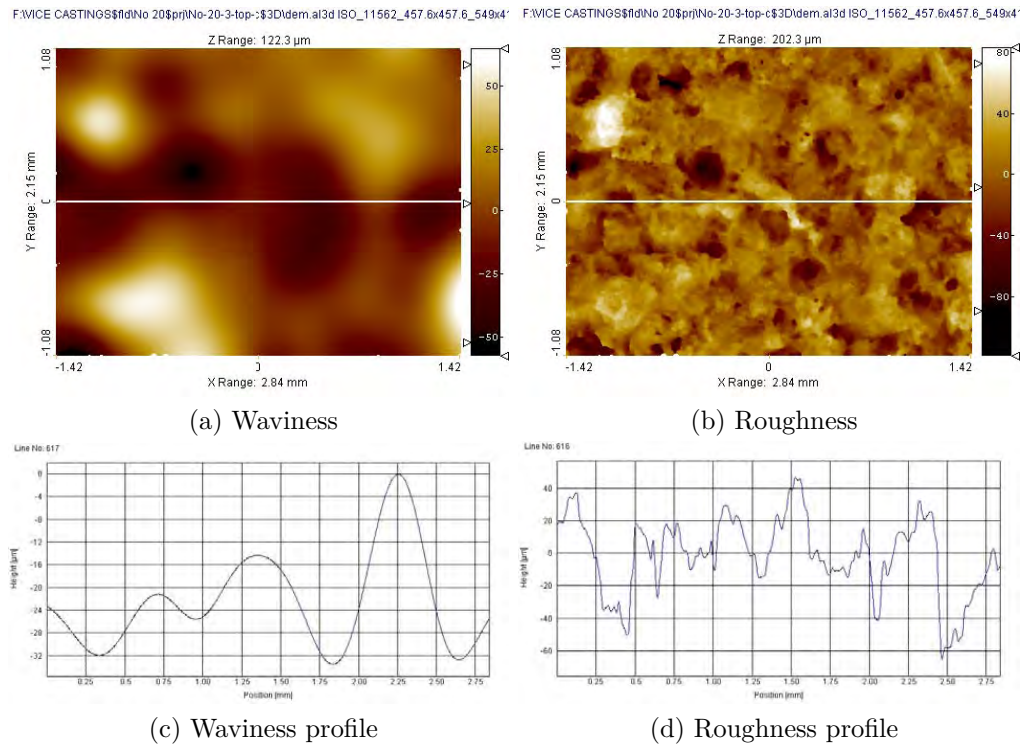 F:\VICE CASTINGS$fld\No 20$prj\No-20-3-top-c$3D\dem.al3d ISO_11562_457.6x457.6_549x41
F:\VICE CASTINGS$fld\No 20$prj\No-20-3-top-c$3D\dem.al3d ISO_11562_457.6x457.6_549x41
Z Range: 122.3 µm
Z Range: 202.3 µm
1.08
50
25
0
-25
-50
Y Range: 2.15 mm
-1.08
-1.42
0
1.42
X Range: 2.84 mm
1.08
80
40
0
-40
-80
Y Range: 2.15 mm
0
-1.08
-1.42
0
1.42
X Range: 2.84 mm
(a) Waviness
(b) Roughness
Line No: 617
0
-4
-8
-12
-16
-20
-24
-28
-32
Height [µm]
0.25 0.50 0.75 1.00 1.25 1.50 1.75 2.00 2.25 2.50 2.75
Position [mm]
Line No: 616
40
20
0
-20
-40
-60
Height [µm]
0.25 0.50 0.75 1.00 1.25 1.50 1.75 2.00 2.25 2.50 2.75
Position [mm]
(c) Waviness profile
(d) Roughness profile